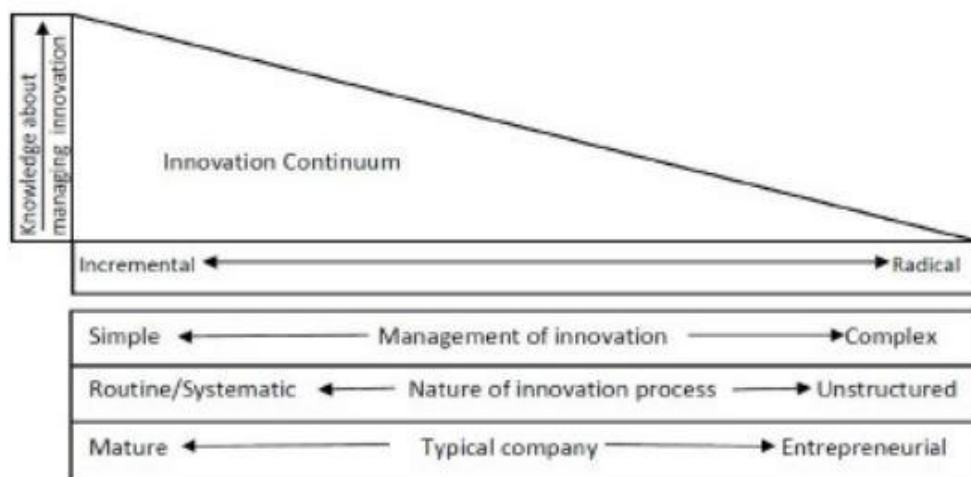 Knowledge about
managing innovation
Innovation Continuum
Incremental Radical
Simple Management of innovation Complex
Routine/Systematic Nature of innovation process Unstructured
Mature Typical company Entrepreneurial